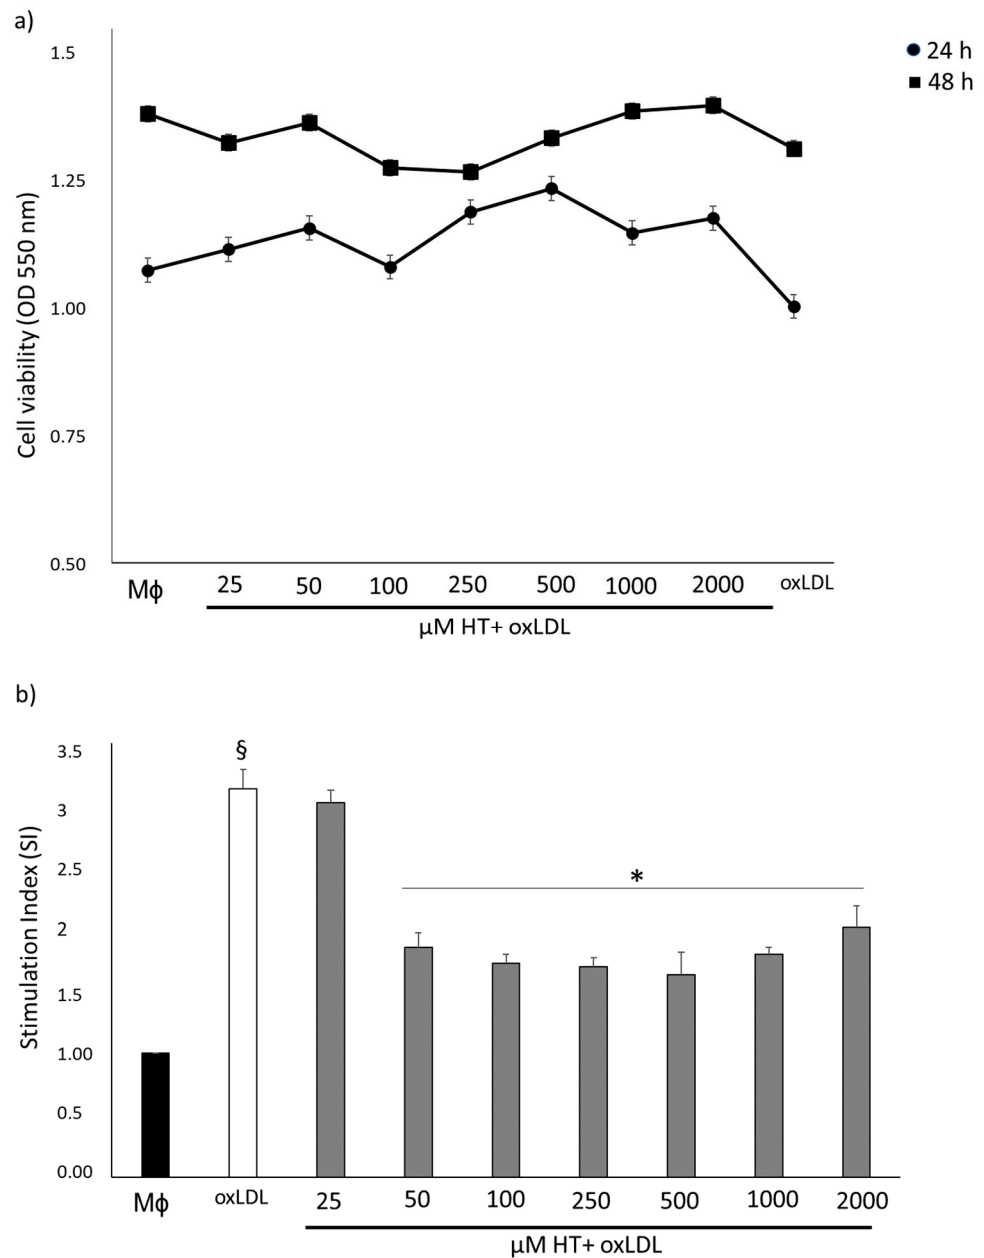 a)
1.5
1.25
1.00
0.75
0.50
Cell viability (OD 550 nm)
24 h
48 h
Mϕ 25 50 100 250 500 1000 2000 oxLDL
µM HT+ oxLDL
b)
3.5
3
2.5
2
1.5
1.00
0.5
0.00
Stimulation Index (SI)
§
*
Mϕ oxLDL 25 50 100 250 500 1000 2000
µM HT+ oxLDL